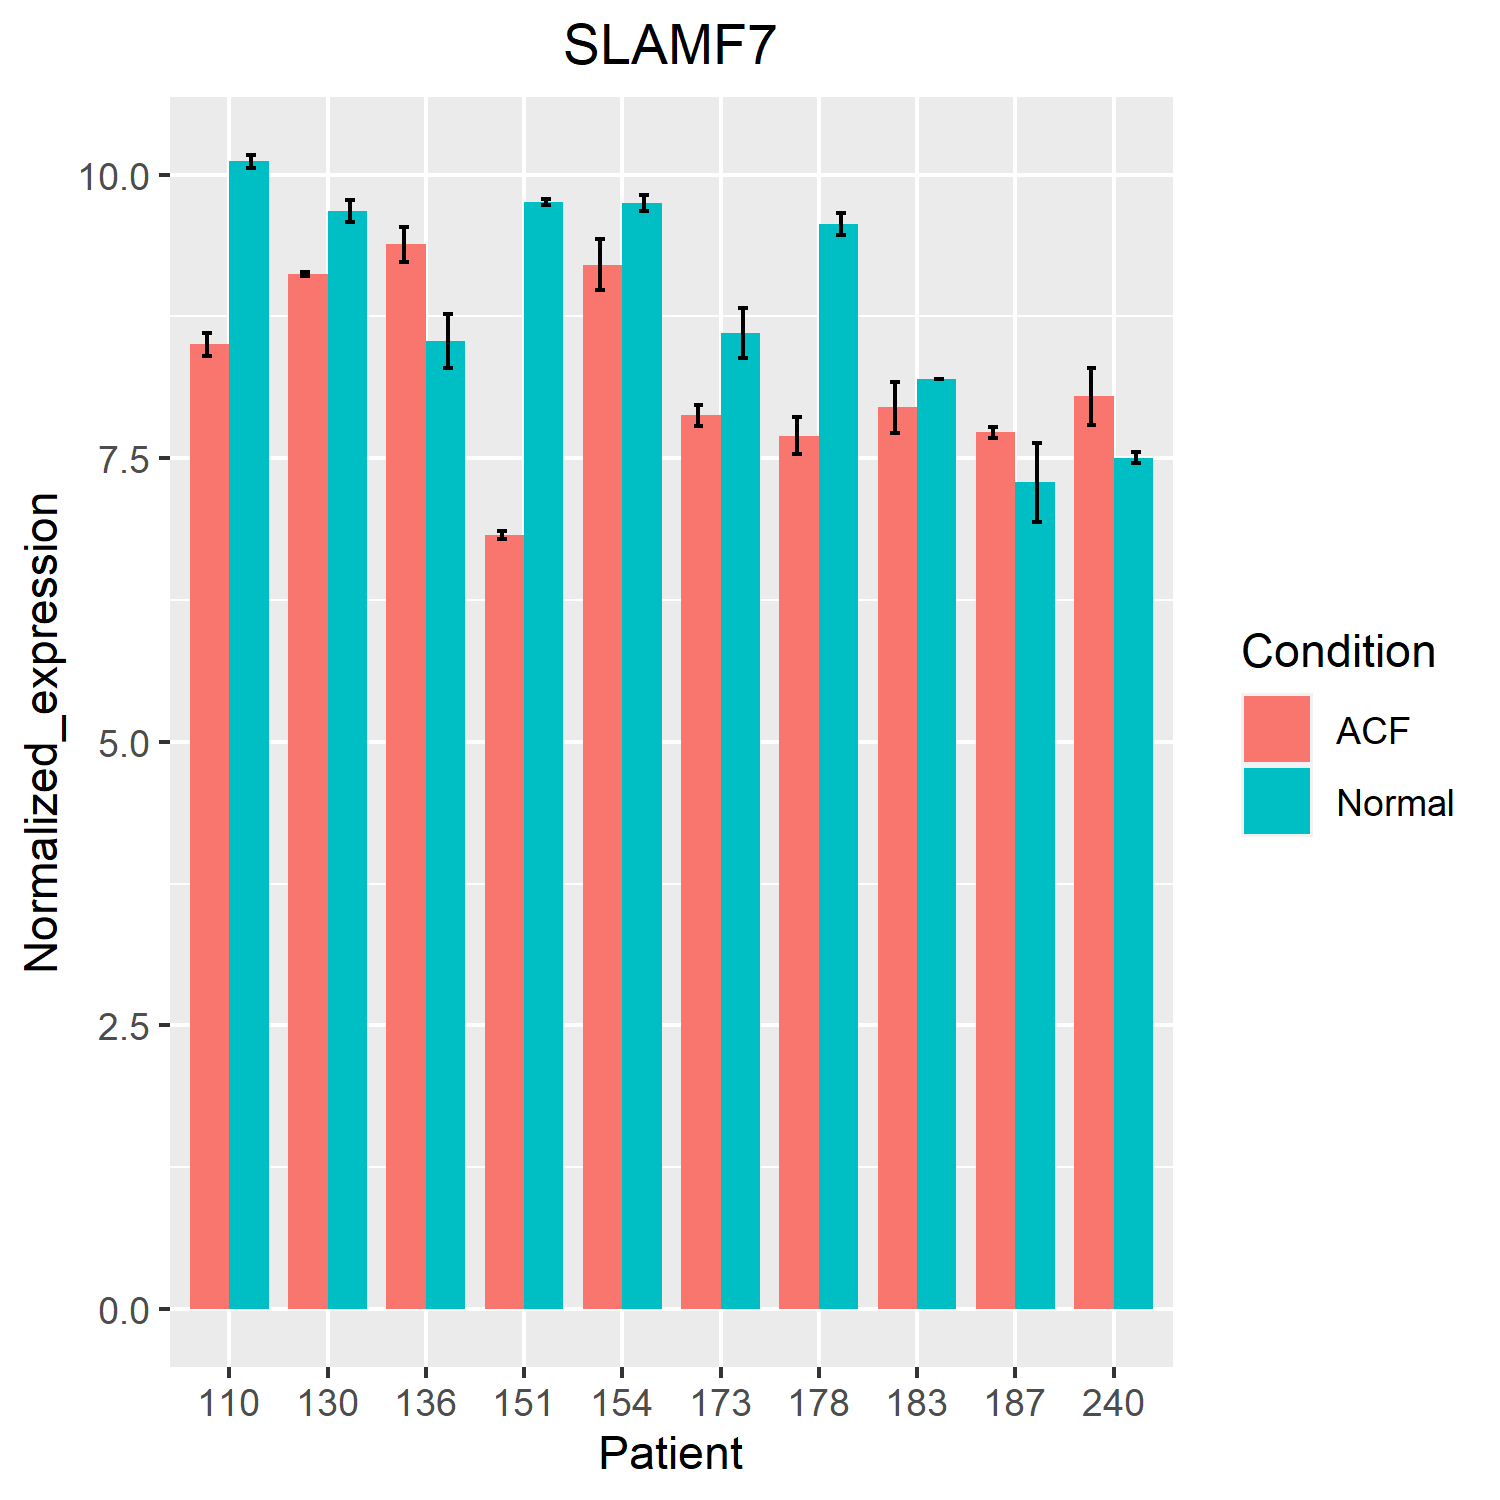 SLAMF7
Normalized_expression
10.0
7.5
5.0
2.5
0.0
110 130 136 151 154 173 178 183 187 240
Patient
Condition
ACF
Normal